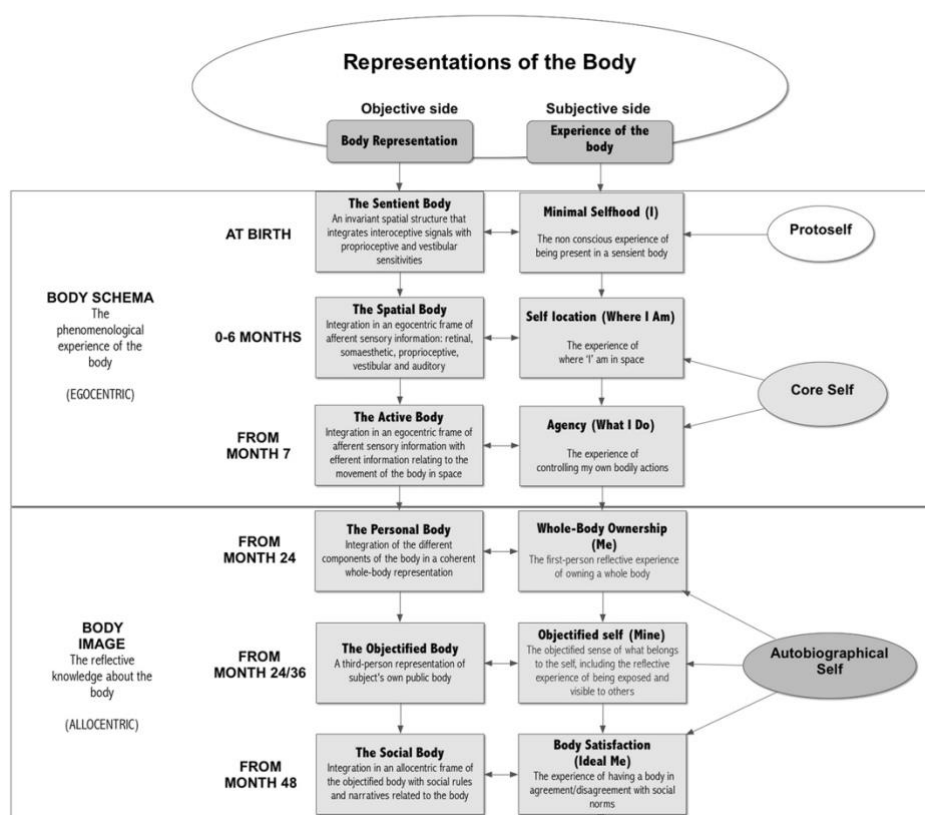 Representations of the Body
Objective side
Subjective side
Body Representation
Experience of the
body
AT BIRTH
The Sentient Body
An invariant spatial structure that
integrates interoceptive signals with
proprioceptive and vestibular
sensitivities
Minimal Selfhood (I)
The non conscious experience of
being present in a sensient body
Protoself
BODY SCHEMA
The
phenomenological
experience of the
body
(EGOCENTRIC)
0-6 MONTHS
The Spatial Body
Integration in an egocentric frame of
afferent sensory information: retinal,
somaesthetic, proprioceptive,
vestibular and auditory
Self location (Where I Am)
The experience of
where 'I' am in space
Core Self
FROM
MONTH 7
The Active Body
Integration in an egocentric frame of
afferent sensory information with
efferent information relating to the
movement of the body in space
Agency (What I Do)
The experience of
controlling my own bodily actions
FROM
MONTH 24
The Personal Body
Integration of the different
components of the body in a coherent
whole-body representation
Whole-Body Ownership
(Me)
The first-person reflective experience
of owning a whole body
BODY
IMAGE
The reflective
knowledge about the
body
(ALLOCENTRIC)
FROM
MONTH 24/36
The Objectified Body
A third-person representation of
subject's own public body
Objectified self (Mine)
The objectified sense of what belongs
to the self, including the reflective
experience of being exposed and
visible to others
Autobiographical
Self
FROM
MONTH 48
The Social Body
Integration in an allocentric frame of
the objectified body with social rules
and narratives related to the body
Body Satisfaction
(Ideal Me)
The experience of having a body in
agreement/disagreement with social
norms